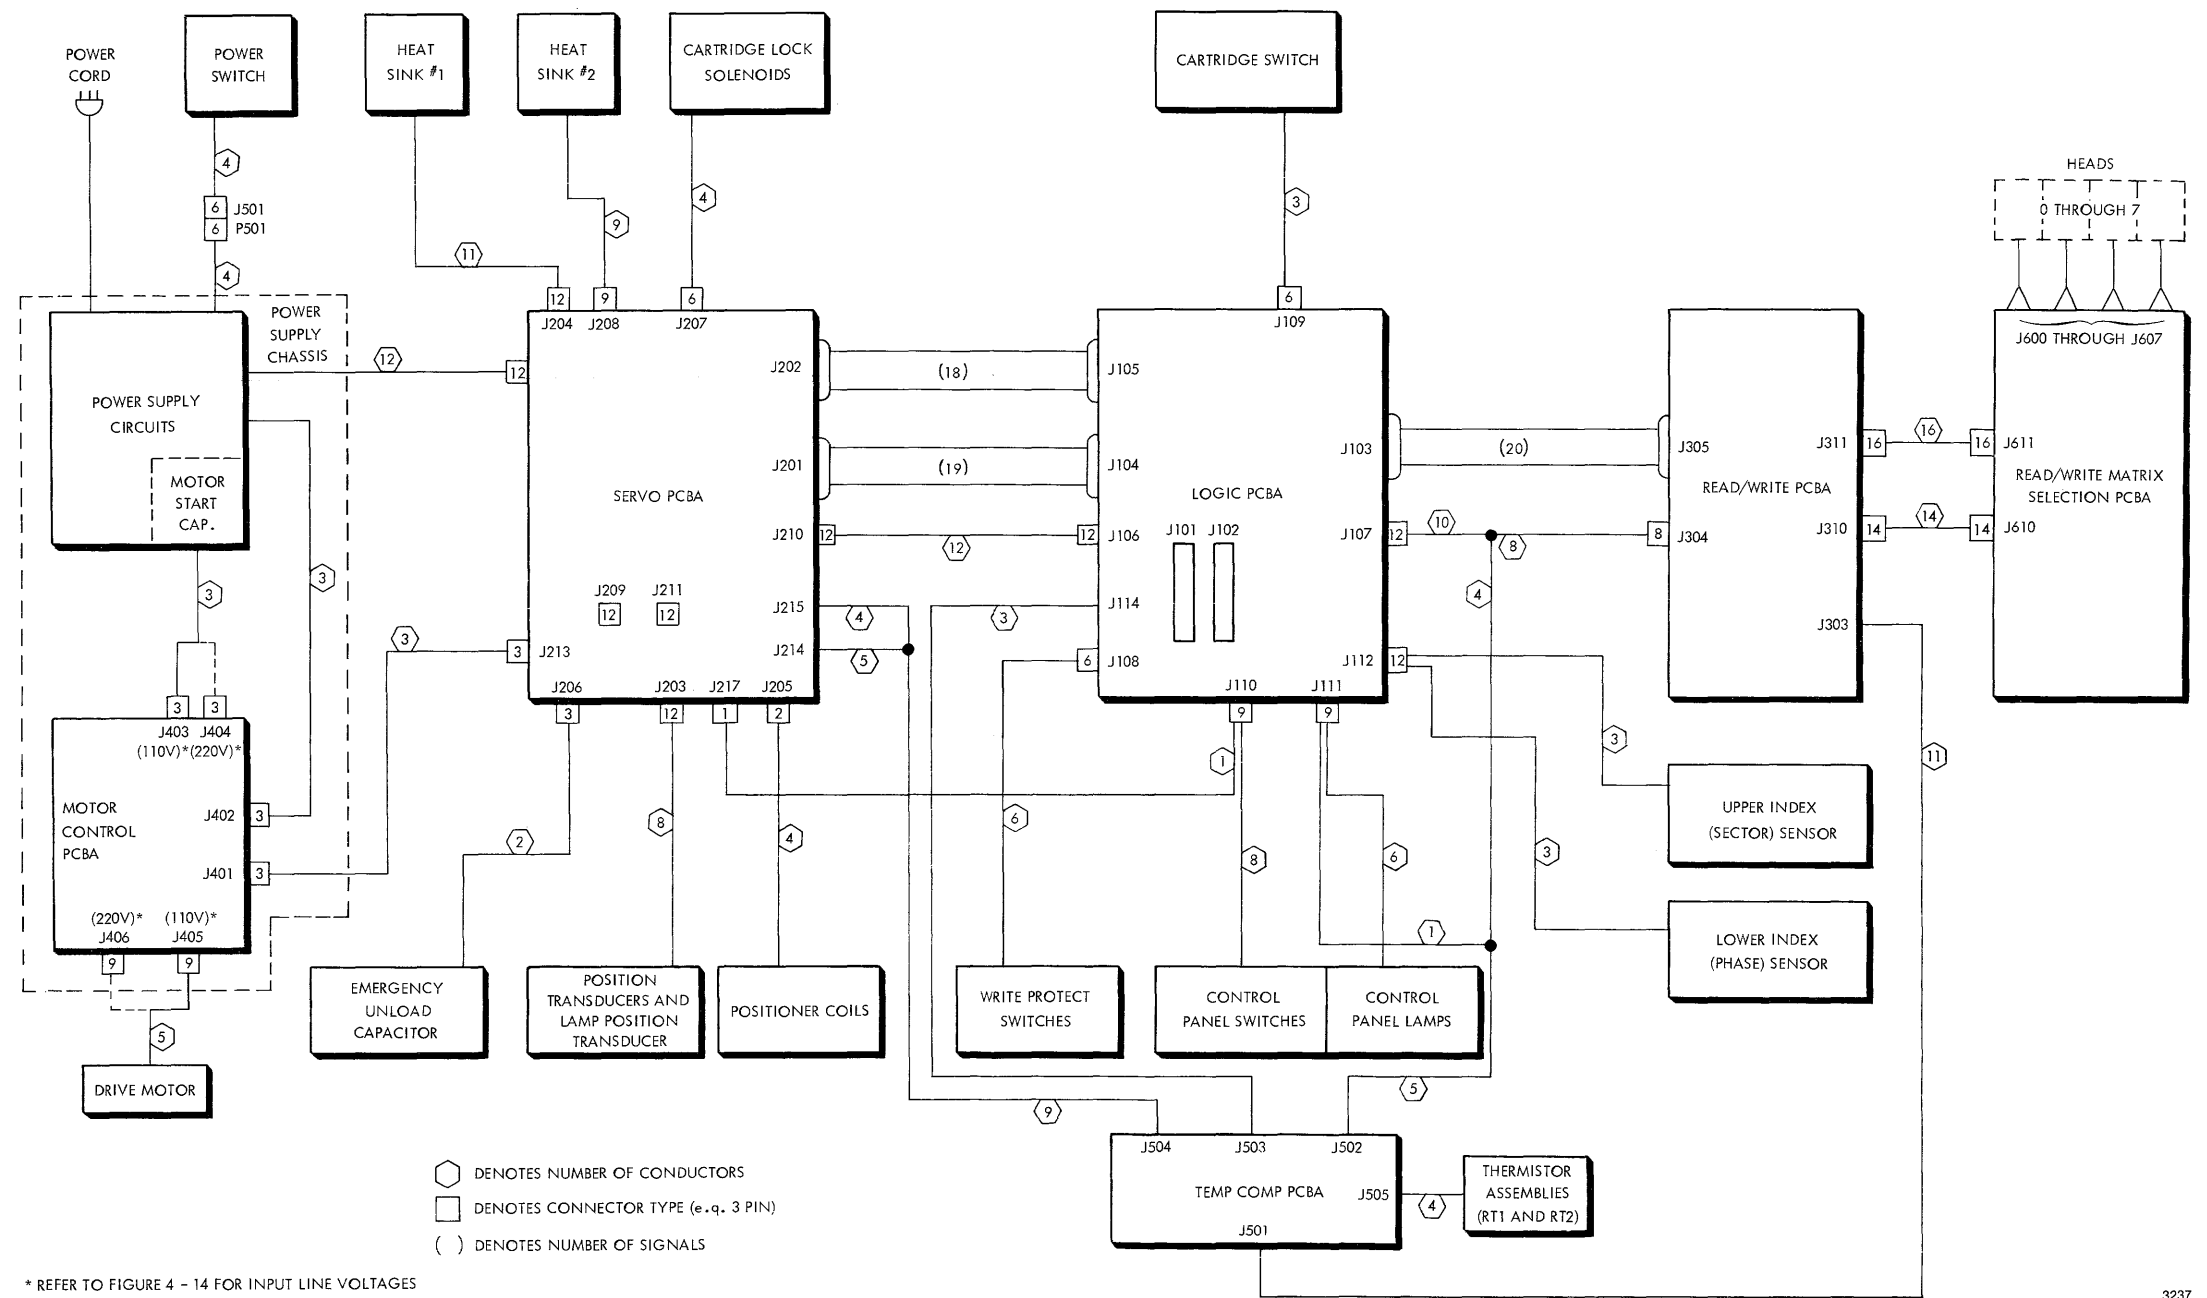 POWER
CORD
POWER
SWITCH
HEAT
SINK #1
HEAT
SINK #2
CARTRIDGE LOCK
SOLENOIDS
CARTRIDGE SWITCH
HEADS
0 THROUGH 7
4
6 J501
6 P501
4
11
9
4
3
POWER
SUPPLY
CHASSIS
12
12 9 6
J204 J208 J207
6
J109
J600 THROUGH J607
POWER SUPPLY
CIRCUITS
MOTOR
START
CAP.
12
J202
(18)
J105
J201
(19)
J104
SERVO PCBA
J210
12
12
12
J106
LOGIC PCBA
J101 J102
J103
(20)
J305
READ/WRITE PCBA
J311
16
16
16
J611
READ/WRITE MATRIX
SELECTION PCBA
J107
12
10
8
8
J304
J310
14
14
14
J610
3
3
J209
12
J211
12
J215
4
J214
5
3
J114
6
J108
4
J303
J112
12
3
3
J213
J206 J203 J217 J205
3 12 1 2
J110 J111
9 9
3 3
J403 J404
(110V)* (220V)*
MOTOR
CONTROL
PCBA
J402
3
J401
3
(220V)* (110V)*
J406 J405
9 9
5
DRIVE MOTOR
2
8
4
6
1
8
6
1
3
3
11
UPPER INDEX
(SECTOR) SENSOR
LOWER INDEX
(PHASE) SENSOR
EMERGENCY
UNLOAD
CAPACITOR
POSITION
TRANSDUCERS AND
LAMP POSITION
TRANSDUCER
POSITIONER COILS
WRITE PROTECT
SWITCHES
CONTROL
PANEL SWITCHES
CONTROL
PANEL LAMPS
9
5
J504 J503 J502
TEMP COMP PCBA
J505
J501
4
THERMISTOR
ASSEMBLIES
(RT1 AND RT2)
DENOTES NUMBER OF CONDUCTORS
DENOTES CONNECTOR TYPE (e.q. 3 PIN)
( ) DENOTES NUMBER OF SIGNALS
* REFER TO FIGURE 4 - 14 FOR INPUT LINE VOLTAGES
3237